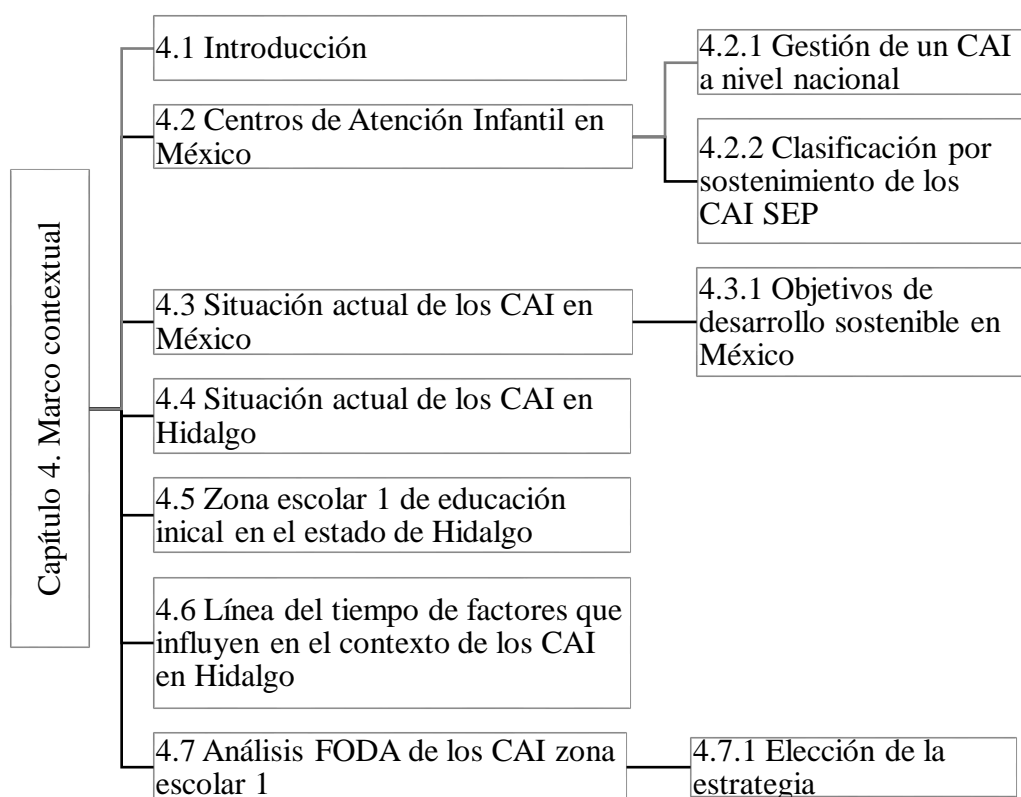 Capítulo 4. Marco contextual
4.1 Introducción
4.2 Centros de Atención Infantil en
México
4.2.1 Gestión de un CAI
a nivel nacional
4.2.2 Clasificación por
sostenimiento de los
CAI SEP
4.3 Situación actual de los CAI en
México
4.3.1 Objetivos de
desarrollo sostenible en
México
4.4 Situación actual de los CAI en
Hidalgo
4.5 Zona escolar 1 de educación
inical en el estado de Hidalgo
4.6 Línea del tiempo de factores que
influyen en el contexto de los CAI
en Hidalgo
4.7 Análisis FODA de los CAI zona
escolar 1
4.7.1 Elección de la
estrategia